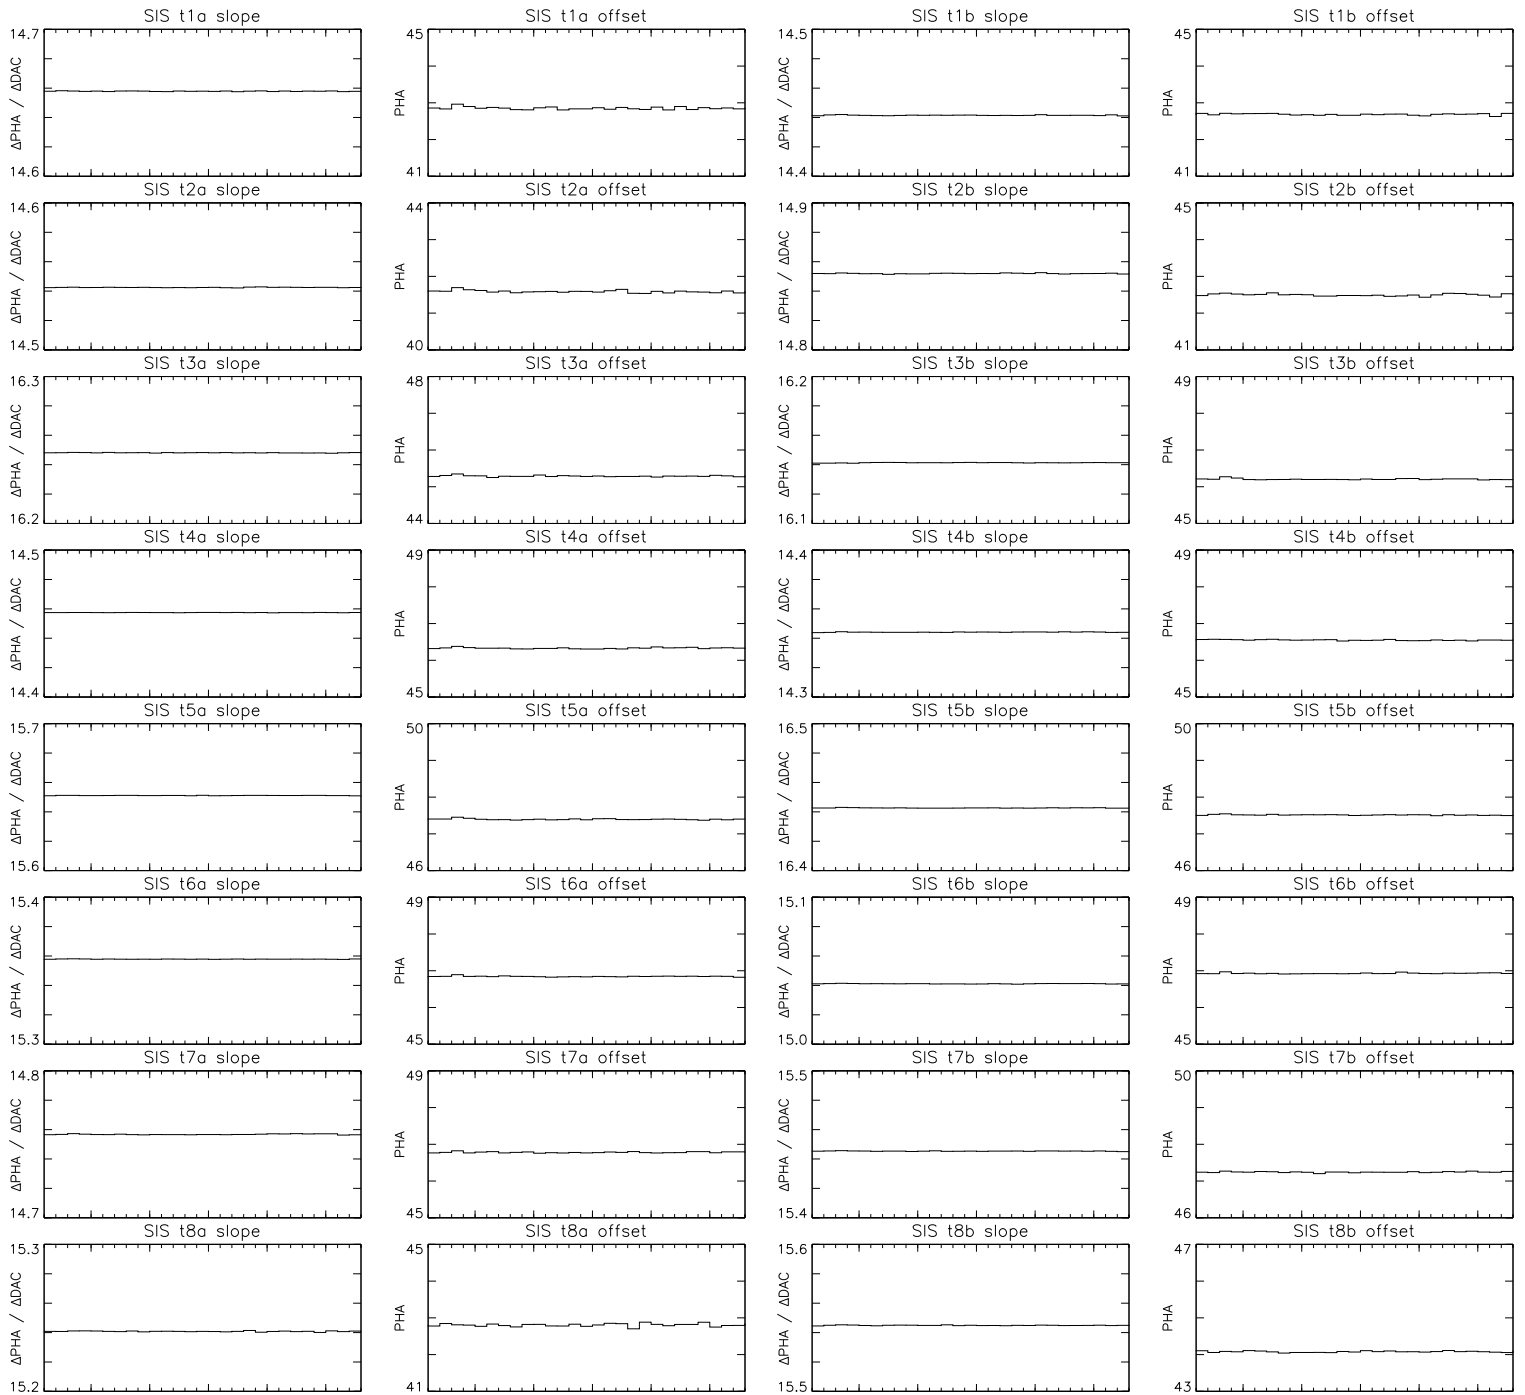 SIS t1a slope
SIS t1a offset
SIS t1b slope
SIS t1b offset
14.7
45
14.5
45
ΔPHA / ΔDAC
PHA
ΔPHA / ΔDAC
PHA
14.6
41
14.4
41
SIS t2a slope
SIS t2a offset
SIS t2b slope
SIS t2b offset
14.6
44
14.9
45
ΔPHA / ΔDAC
PHA
ΔPHA / ΔDAC
PHA
14.5
40
14.8
41
SIS t3a slope
SIS t3a offset
SIS t3b slope
SIS t3b offset
16.3
48
16.2
49
ΔPHA / ΔDAC
PHA
ΔPHA / ΔDAC
PHA
16.2
44
16.1
45
SIS t4a slope
SIS t4a offset
SIS t4b slope
SIS t4b offset
14.5
49
14.4
49
ΔPHA / ΔDAC
PHA
ΔPHA / ΔDAC
PHA
14.4
45
14.3
45
SIS t5a slope
SIS t5a offset
SIS t5b slope
SIS t5b offset
15.7
50
16.5
50
ΔPHA / ΔDAC
PHA
ΔPHA / ΔDAC
PHA
15.6
46
16.4
46
SIS t6a slope
SIS t6a offset
SIS t6b slope
SIS t6b offset
15.4
49
15.1
49
ΔPHA / ΔDAC
PHA
ΔPHA / ΔDAC
PHA
15.3
45
15.0
45
SIS t7a slope
SIS t7a offset
SIS t7b slope
SIS t7b offset
14.8
49
15.5
50
ΔPHA / ΔDAC
PHA
ΔPHA / ΔDAC
PHA
14.7
45
15.4
46
SIS t8a slope
SIS t8a offset
SIS t8b slope
SIS t8b offset
15.3
45
15.6
47
ΔPHA / ΔDAC
PHA
ΔPHA / ΔDAC
PHA
15.2
41
15.5
43